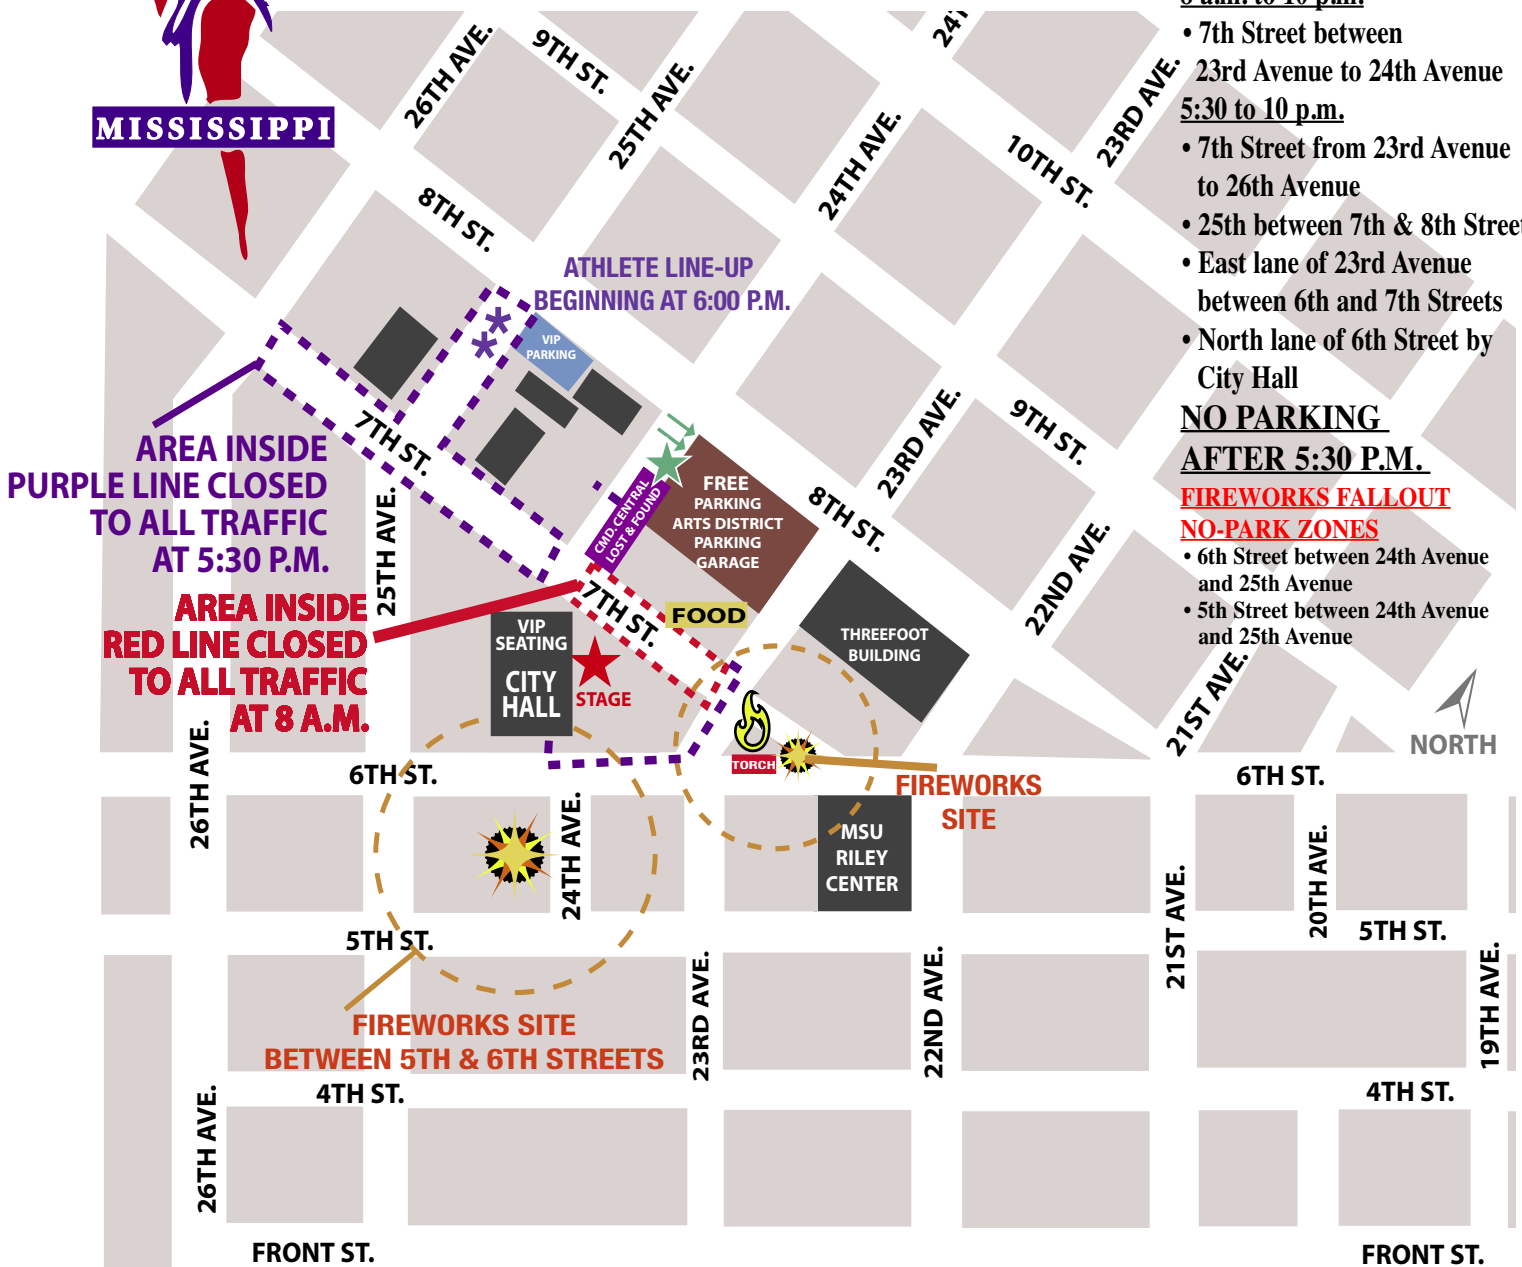 MISSISSIPPI
26TH AVE.
9TH ST.
25TH AVE.
24TH AVE.
23RD AVE.
10TH ST.
8TH ST.
ATHLETE LINE-UP
BEGINNING AT 6:00 P.M.
VIP
PARKING
7TH ST.
AREA INSIDE
PURPLE LINE CLOSED
TO ALL TRAFFIC
AT 5:30 P.M.
25TH AVE.
AREA INSIDE
RED LINE CLOSED
TO ALL TRAFFIC
AT 8 A.M.
CMD. CENTRAL
LOST & FOUND
FREE
PARKING
ARTS DISTRICT
PARKING
GARAGE
8TH ST.
23RD AVE.
9TH ST.
22ND AVE.
7TH ST.
FOOD
VIP
SEATING
CITY
HALL
STAGE
THREEFOOT
BUILDING
TORCH
FIREWORKS
SITE
MSU
RILEY
CENTER
26TH AVE.
6TH ST.
24TH AVE.
5TH ST.
FIREWORKS SITE
BETWEEN 5TH & 6TH STREETS
23RD AVE.
22ND AVE.
21ST AVE.
21ST AVE.
6TH ST.
20TH AVE.
5TH ST.
19TH AVE.
NORTH
26TH AVE.
4TH ST.
4TH ST.
FRONT ST.
FRONT ST.
8 a.m. to 10 p.m.
• 7th Street between
23rd Avenue to 24th Avenue
5:30 to 10 p.m.
• 7th Street from 23rd Avenue
to 26th Avenue
• 25th between 7th & 8th Street
• East lane of 23rd Avenue
between 6th and 7th Streets
• North lane of 6th Street by
City Hall
NO PARKING
AFTER 5:30 P.M.
FIREWORKS FALLOUT
NO-PARK ZONES
• 6th Street between 24th Avenue
and 25th Avenue
• 5th Street between 24th Avenue
and 25th Avenue